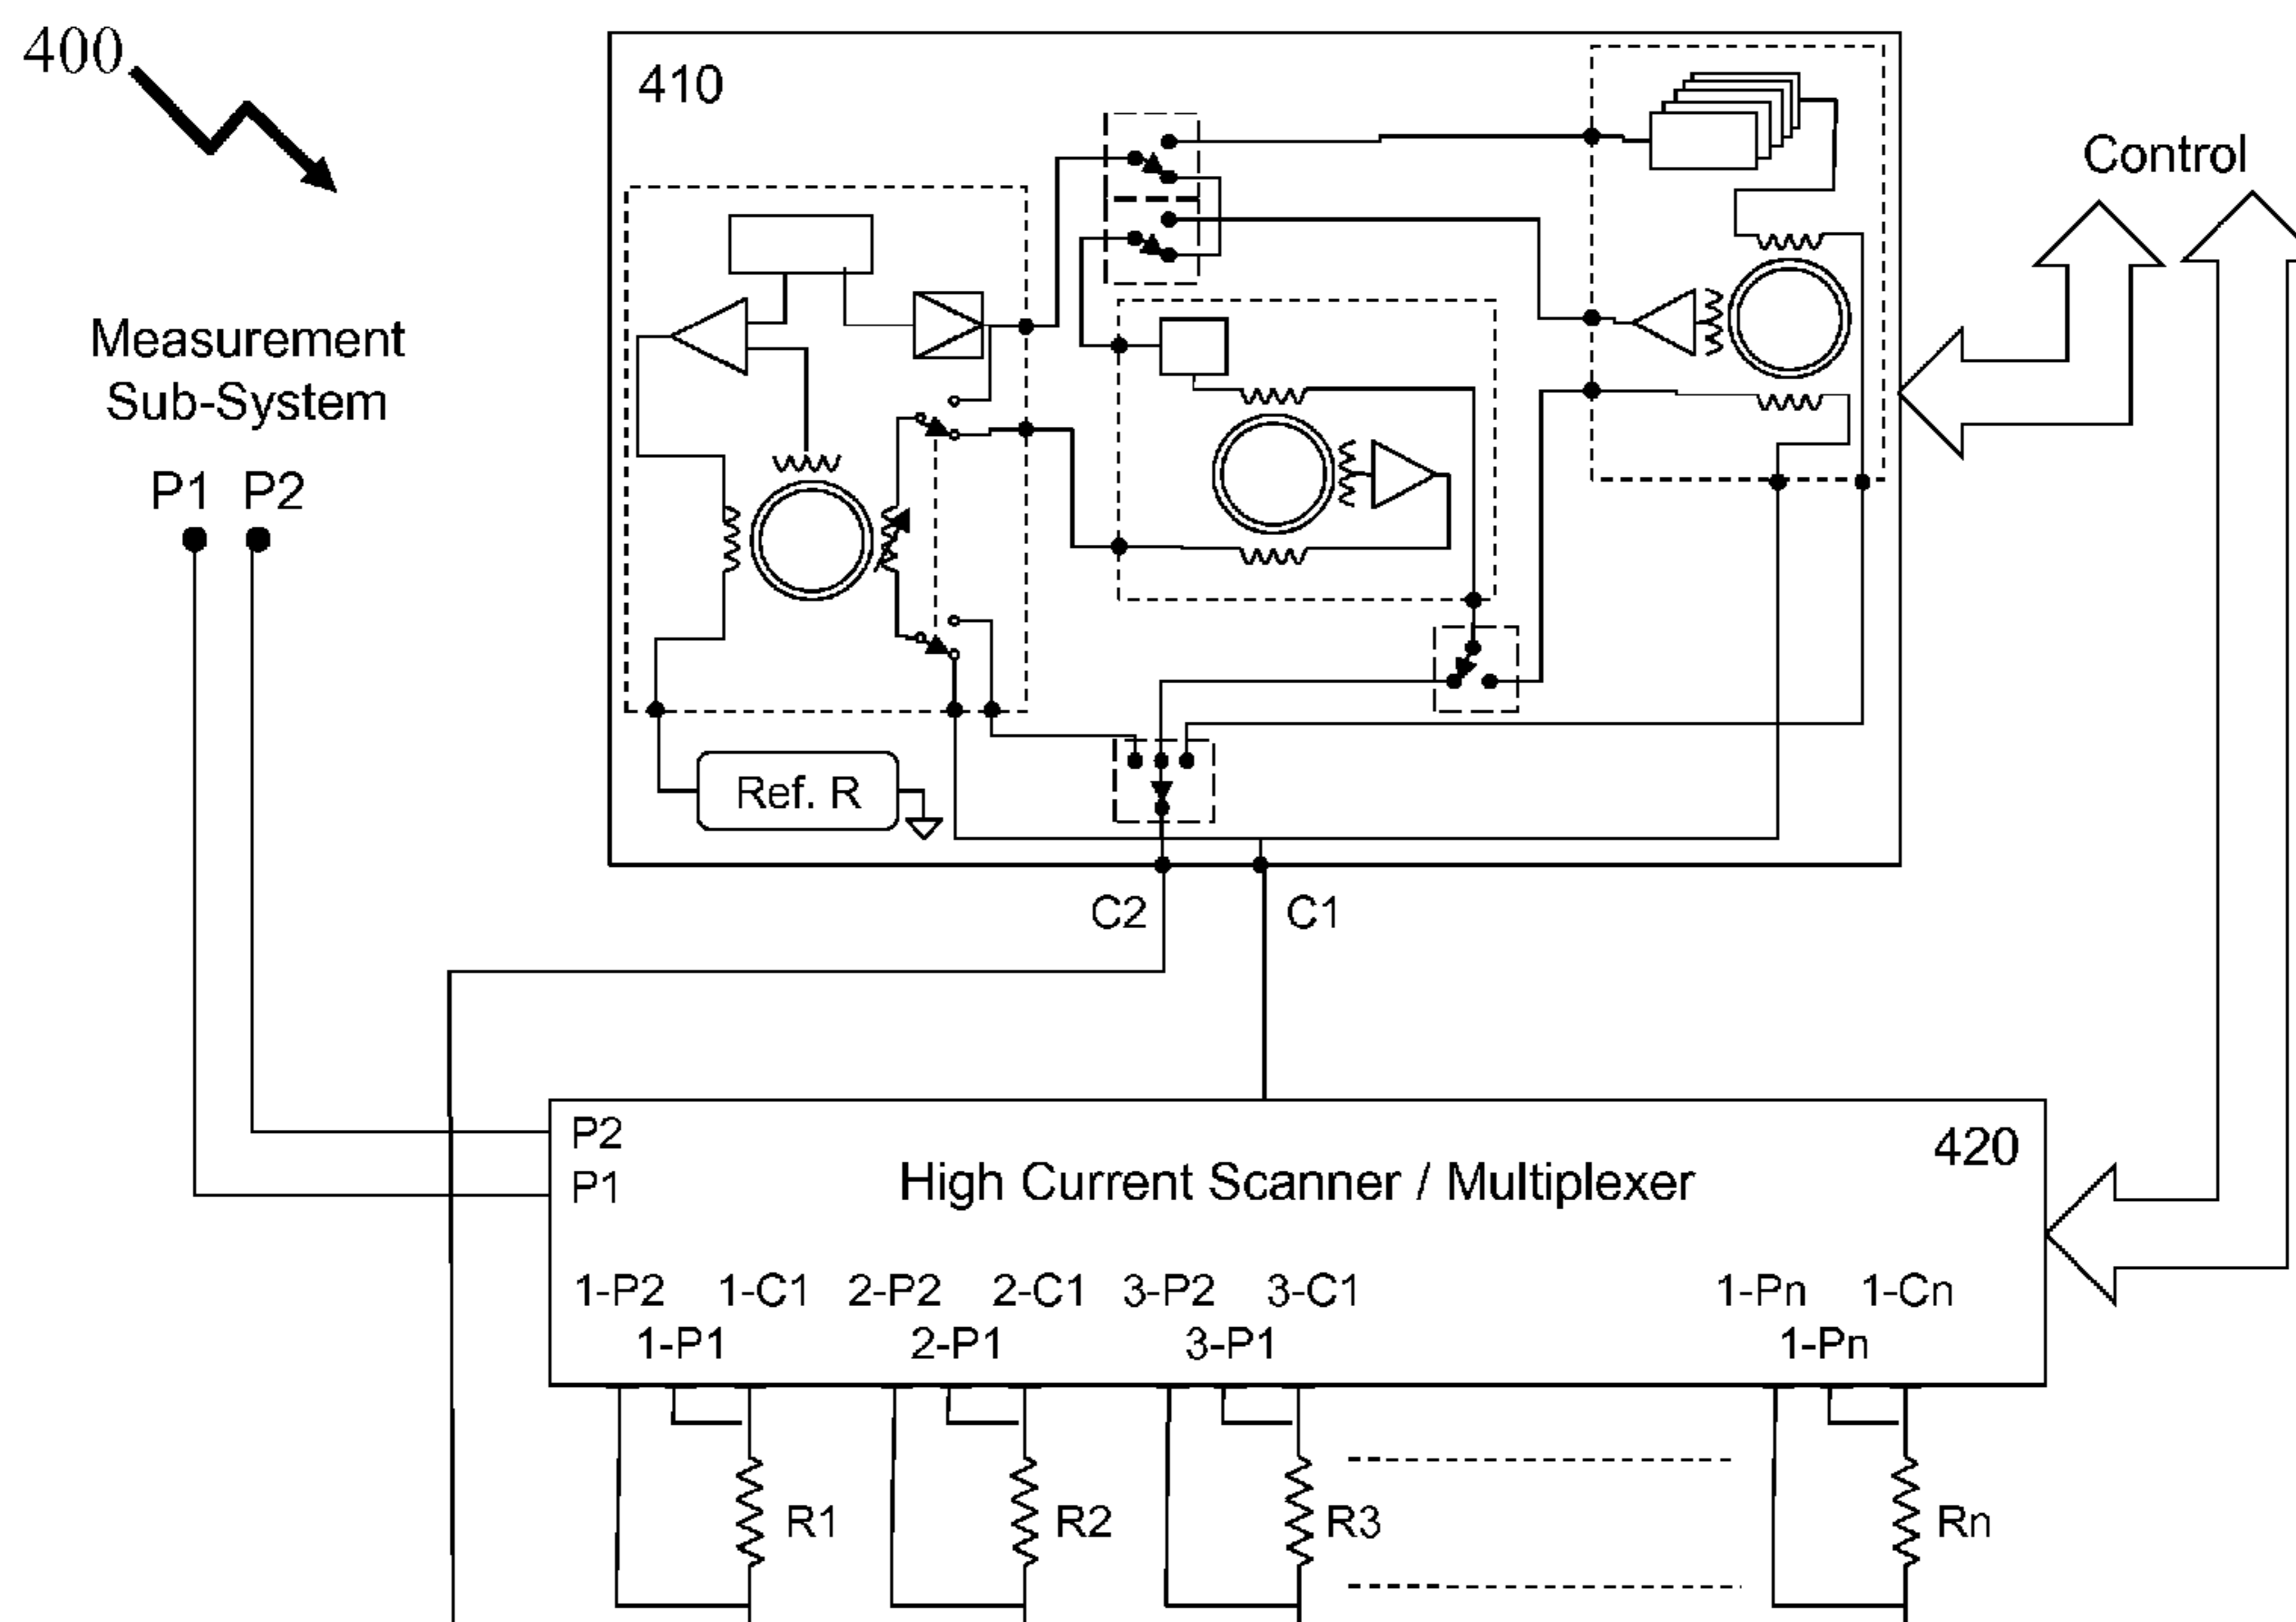 400
410
Control
Measurement
Sub-System
P1 P2
Ref. R
C2 C1
P2
420
P1
High Current Scanner / Multiplexer
1-P2 1-C1 2-P2 2-C1 3-P2 3-C1 1-Pn 1-Cn
1-P1 2-P1 3-P1 1-Pn
R1 R2 R3 Rn